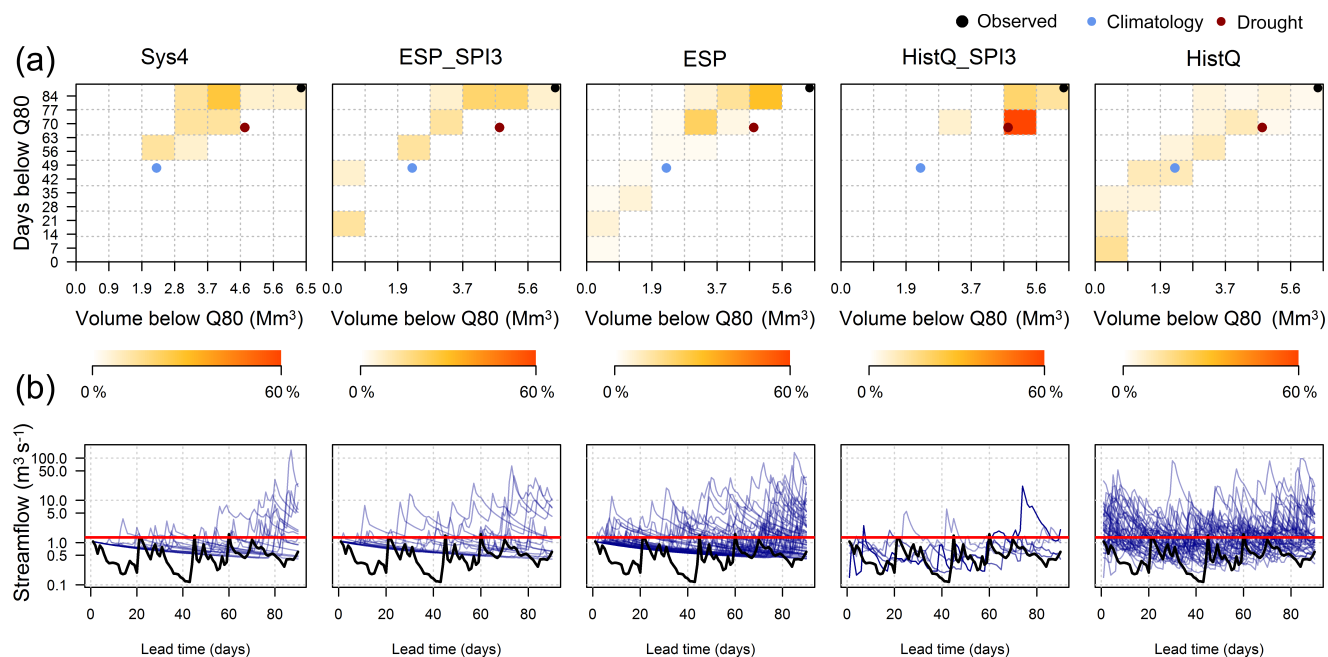 Observed Climatology Drought
(a) Sys4 ESP_SPI3 ESP HistQ_SPI3 HistQ
Days below Q80
84
77
70
63
56
49
42
35
28
21
14
7
0
0.0 0.9 1.9 2.8 3.7 4.6 5.6 6.5 0.0 1.9 3.7 5.6 0.0 1.9 3.7 5.6 0.0 1.9 3.7 5.6 0.0 1.9 3.7 5.6
Volume below Q80 (Mm³) Volume below Q80 (Mm³) Volume below Q80 (Mm³) Volume below Q80 (Mm³) Volume below Q80 (Mm³)
0 % 60 % 0 % 60 % 0 % 60 % 0 % 60 % 0 % 60 %
(b)
Streamflow (m³ s⁻¹)
100.0
50.0
10.0
5.0
1.0
0.5
0.1
0 20 40 60 80 0 20 40 60 80 0 20 40 60 80 0 20 40 60 80 0 20 40 60 80
Lead time (days) Lead time (days) Lead time (days) Lead time (days) Lead time (days)